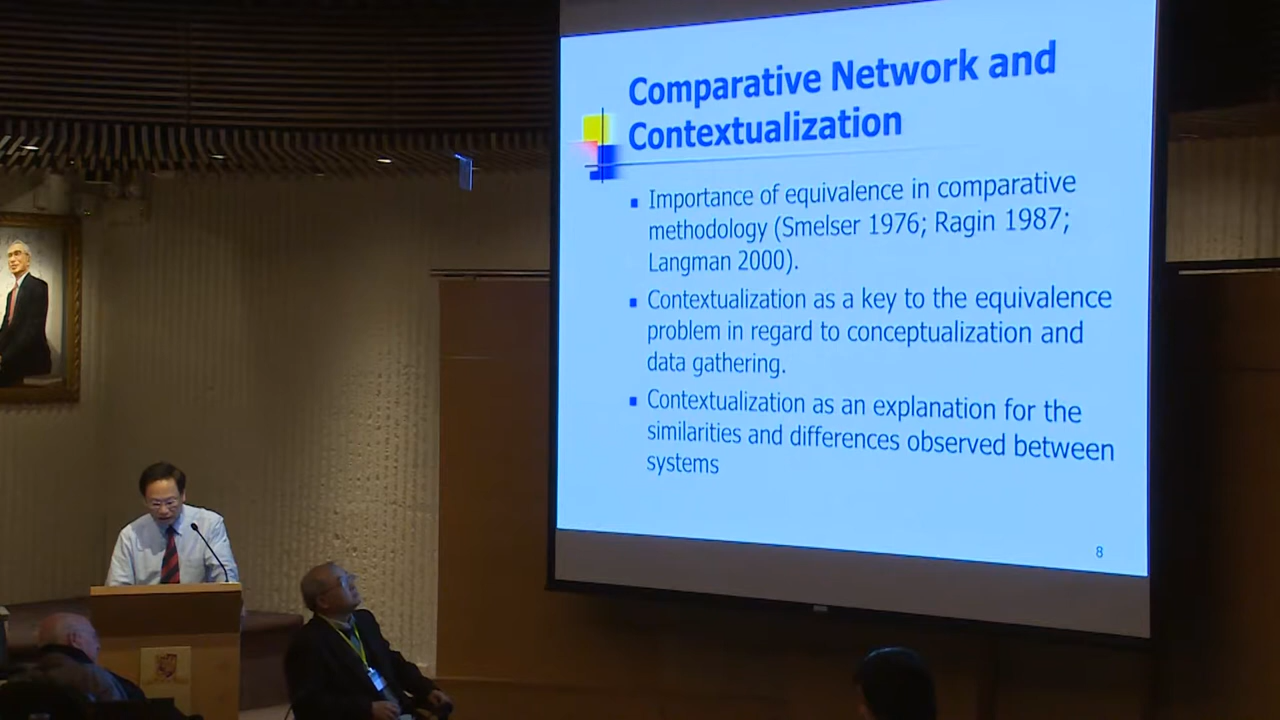 Comparative Network and
Contextualization
Importance of equivalence in comparative
methodology (Smelser 1976; Ragin 1987;
Langman 2000).
Contextualization as a key to the equivalence
problem in regard to conceptualization and
data gathering.
Contextualization as an explanation for the
similarities and differences observed between
systems
8